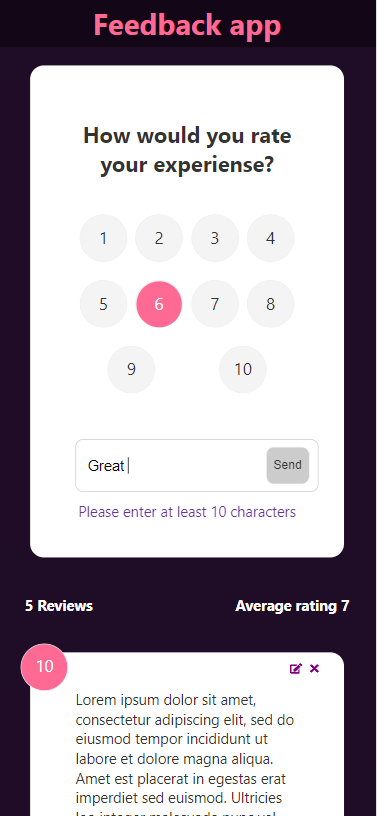 Feedback app
How would you rate
your experiense?
1 2 3 4
5 6 7 8
9 10
Great
Send
Please enter at least 10 characters
5 Reviews
Average rating 7
10
Lorem ipsum dolor sit amet,
consectetur adipiscing elit, sed do
eiusmod tempor incididunt ut
labore et dolore magna aliqua.
Amet est placerat in egestas erat
imperdiet sed euismod. Ultricies